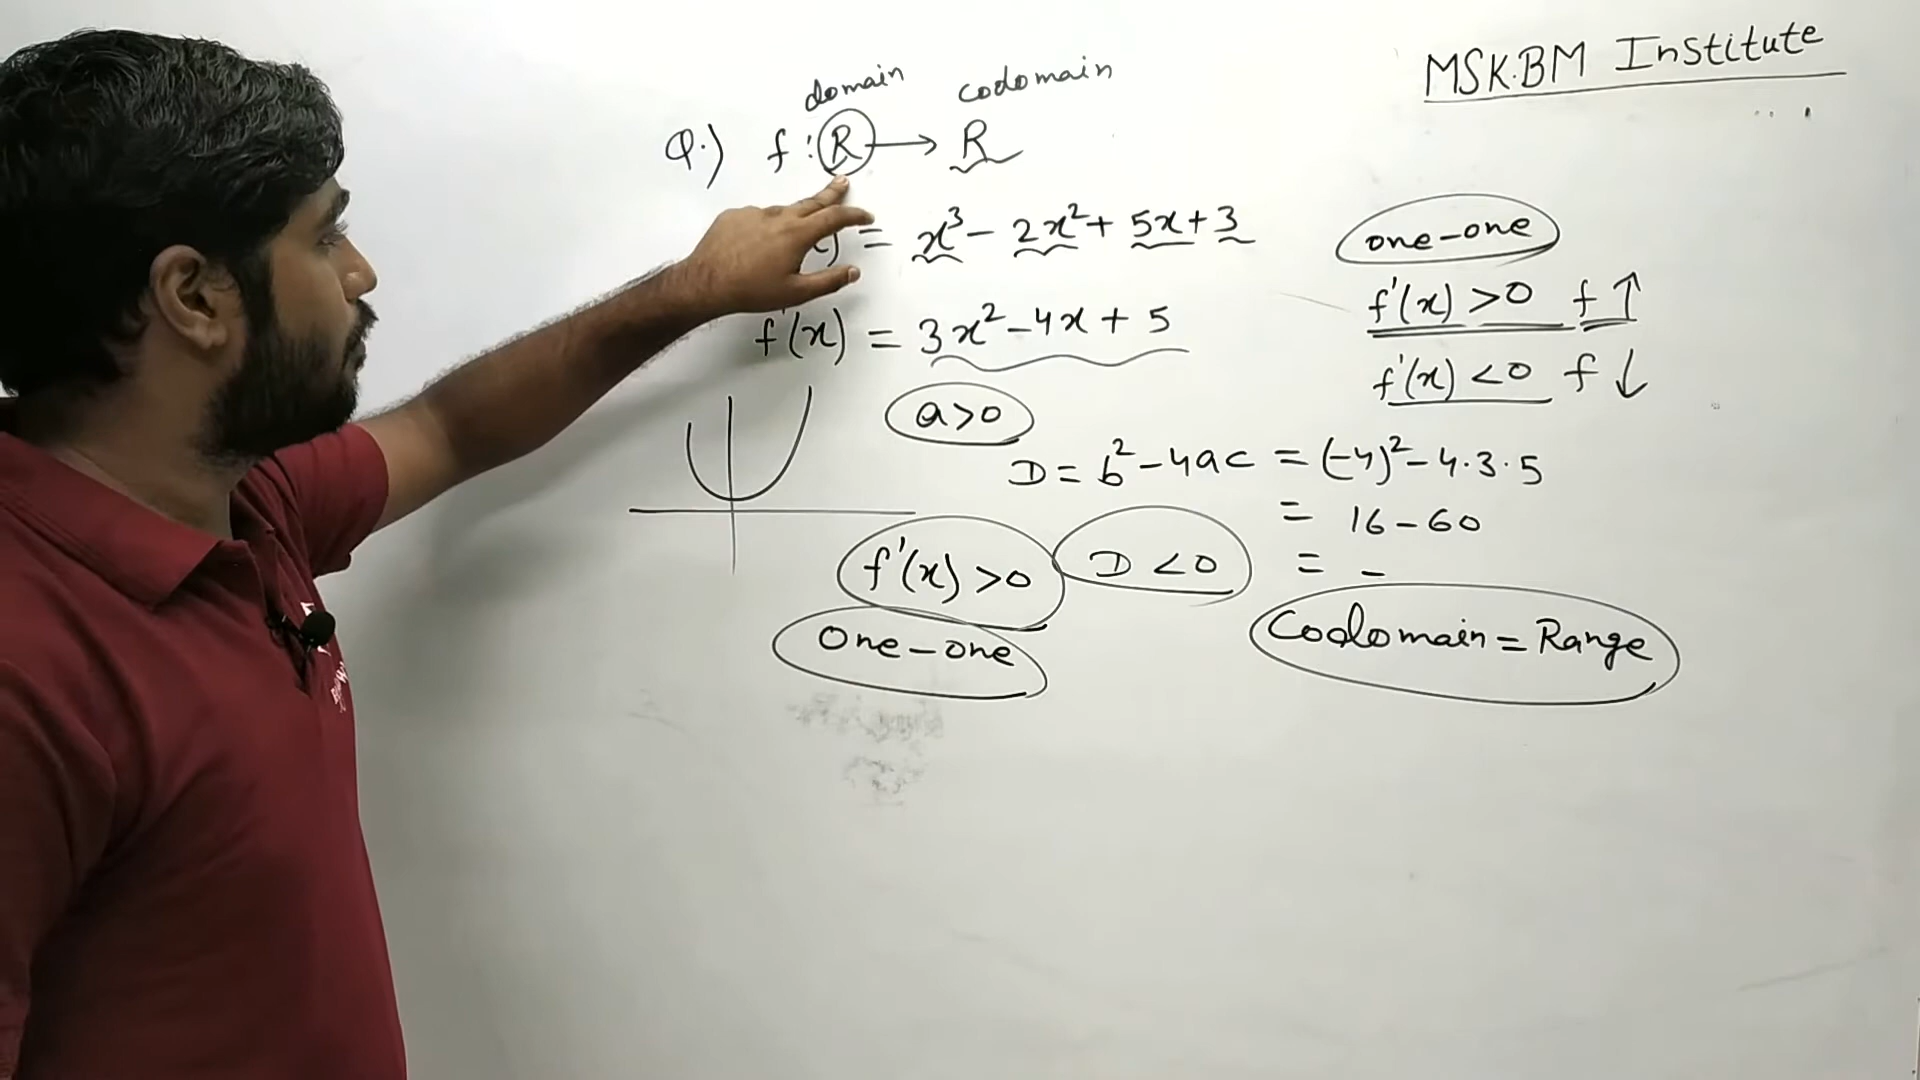 MSK.BM Institute
domain codomain
Q.) f : R → R
) = x³ - 2x² + 5x + 3
one-one
f'(x) = 3x² - 4x + 5
f'(x) > 0 f ↑
f'(x) < 0 f ↓
a > 0
D = b² - 4ac = (-4)² - 4·3·5
= 16 - 60
= -
f'(x) > 0
D < 0
One-one
Codomain = Range